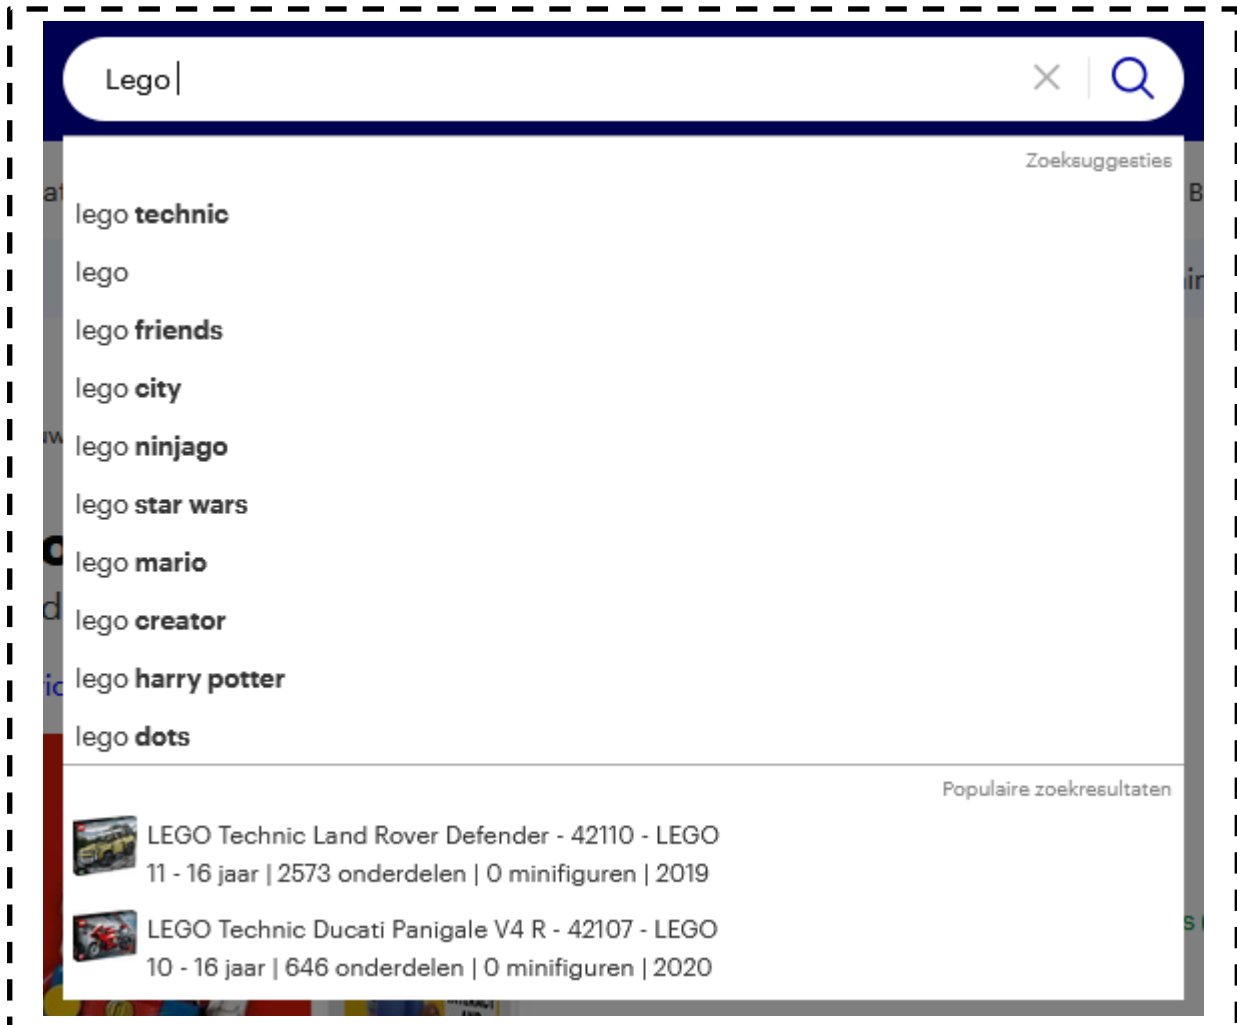 Lego
Zoeksuggesties
lego technic
lego
lego friends
lego city
lego ninjago
lego star wars
lego mario
lego creator
lego harry potter
lego dots
Populaire zoekresultaten
LEGO Technic Land Rover Defender - 42110 - LEGO
11 - 16 jaar | 2573 onderdelen | 0 minifiguren | 2019
LEGO Technic Ducati Panigale V4 R - 42107 - LEGO
10 - 16 jaar | 646 onderdelen | 0 minifiguren | 2020